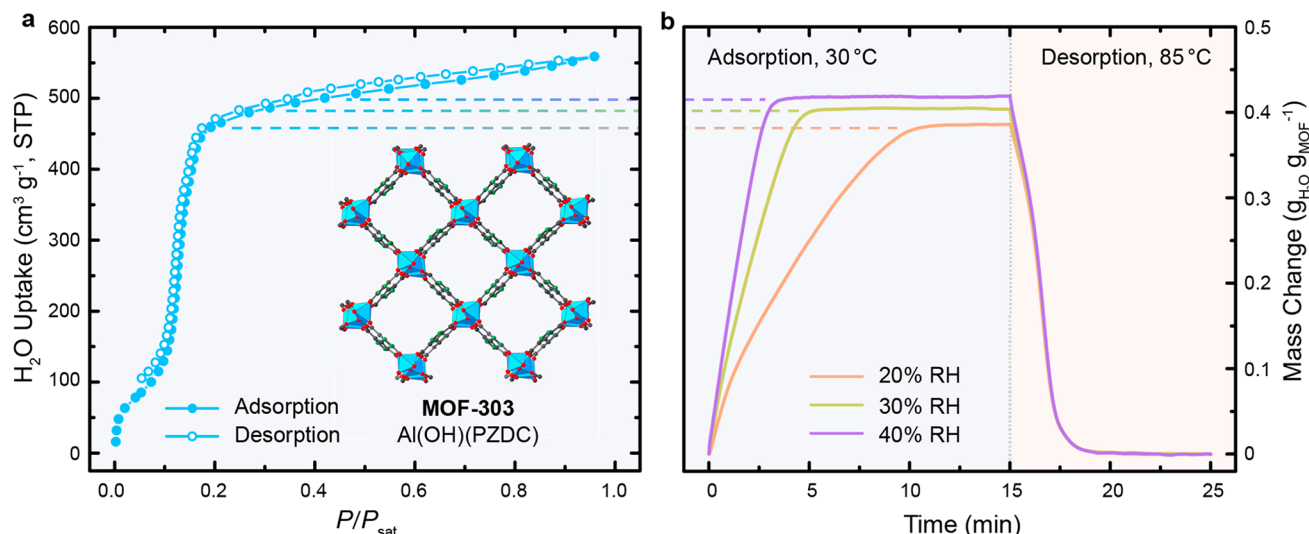 a
600
500
400
300
200
100
0
H₂O Uptake (cm³ g⁻¹, STP)
Adsorption
Desorption
MOF-303
Al(OH)(PZDC)
0.0 0.2 0.4 0.6 0.8 1.0
P/Psat
b
Adsorption, 30 °C
Desorption, 85 °C
20% RH
30% RH
40% RH
0 5 10 15 20 25
Time (min)
0.5
0.4
0.3
0.2
0.1
0
Mass Change (g H₂O g MOF⁻¹)